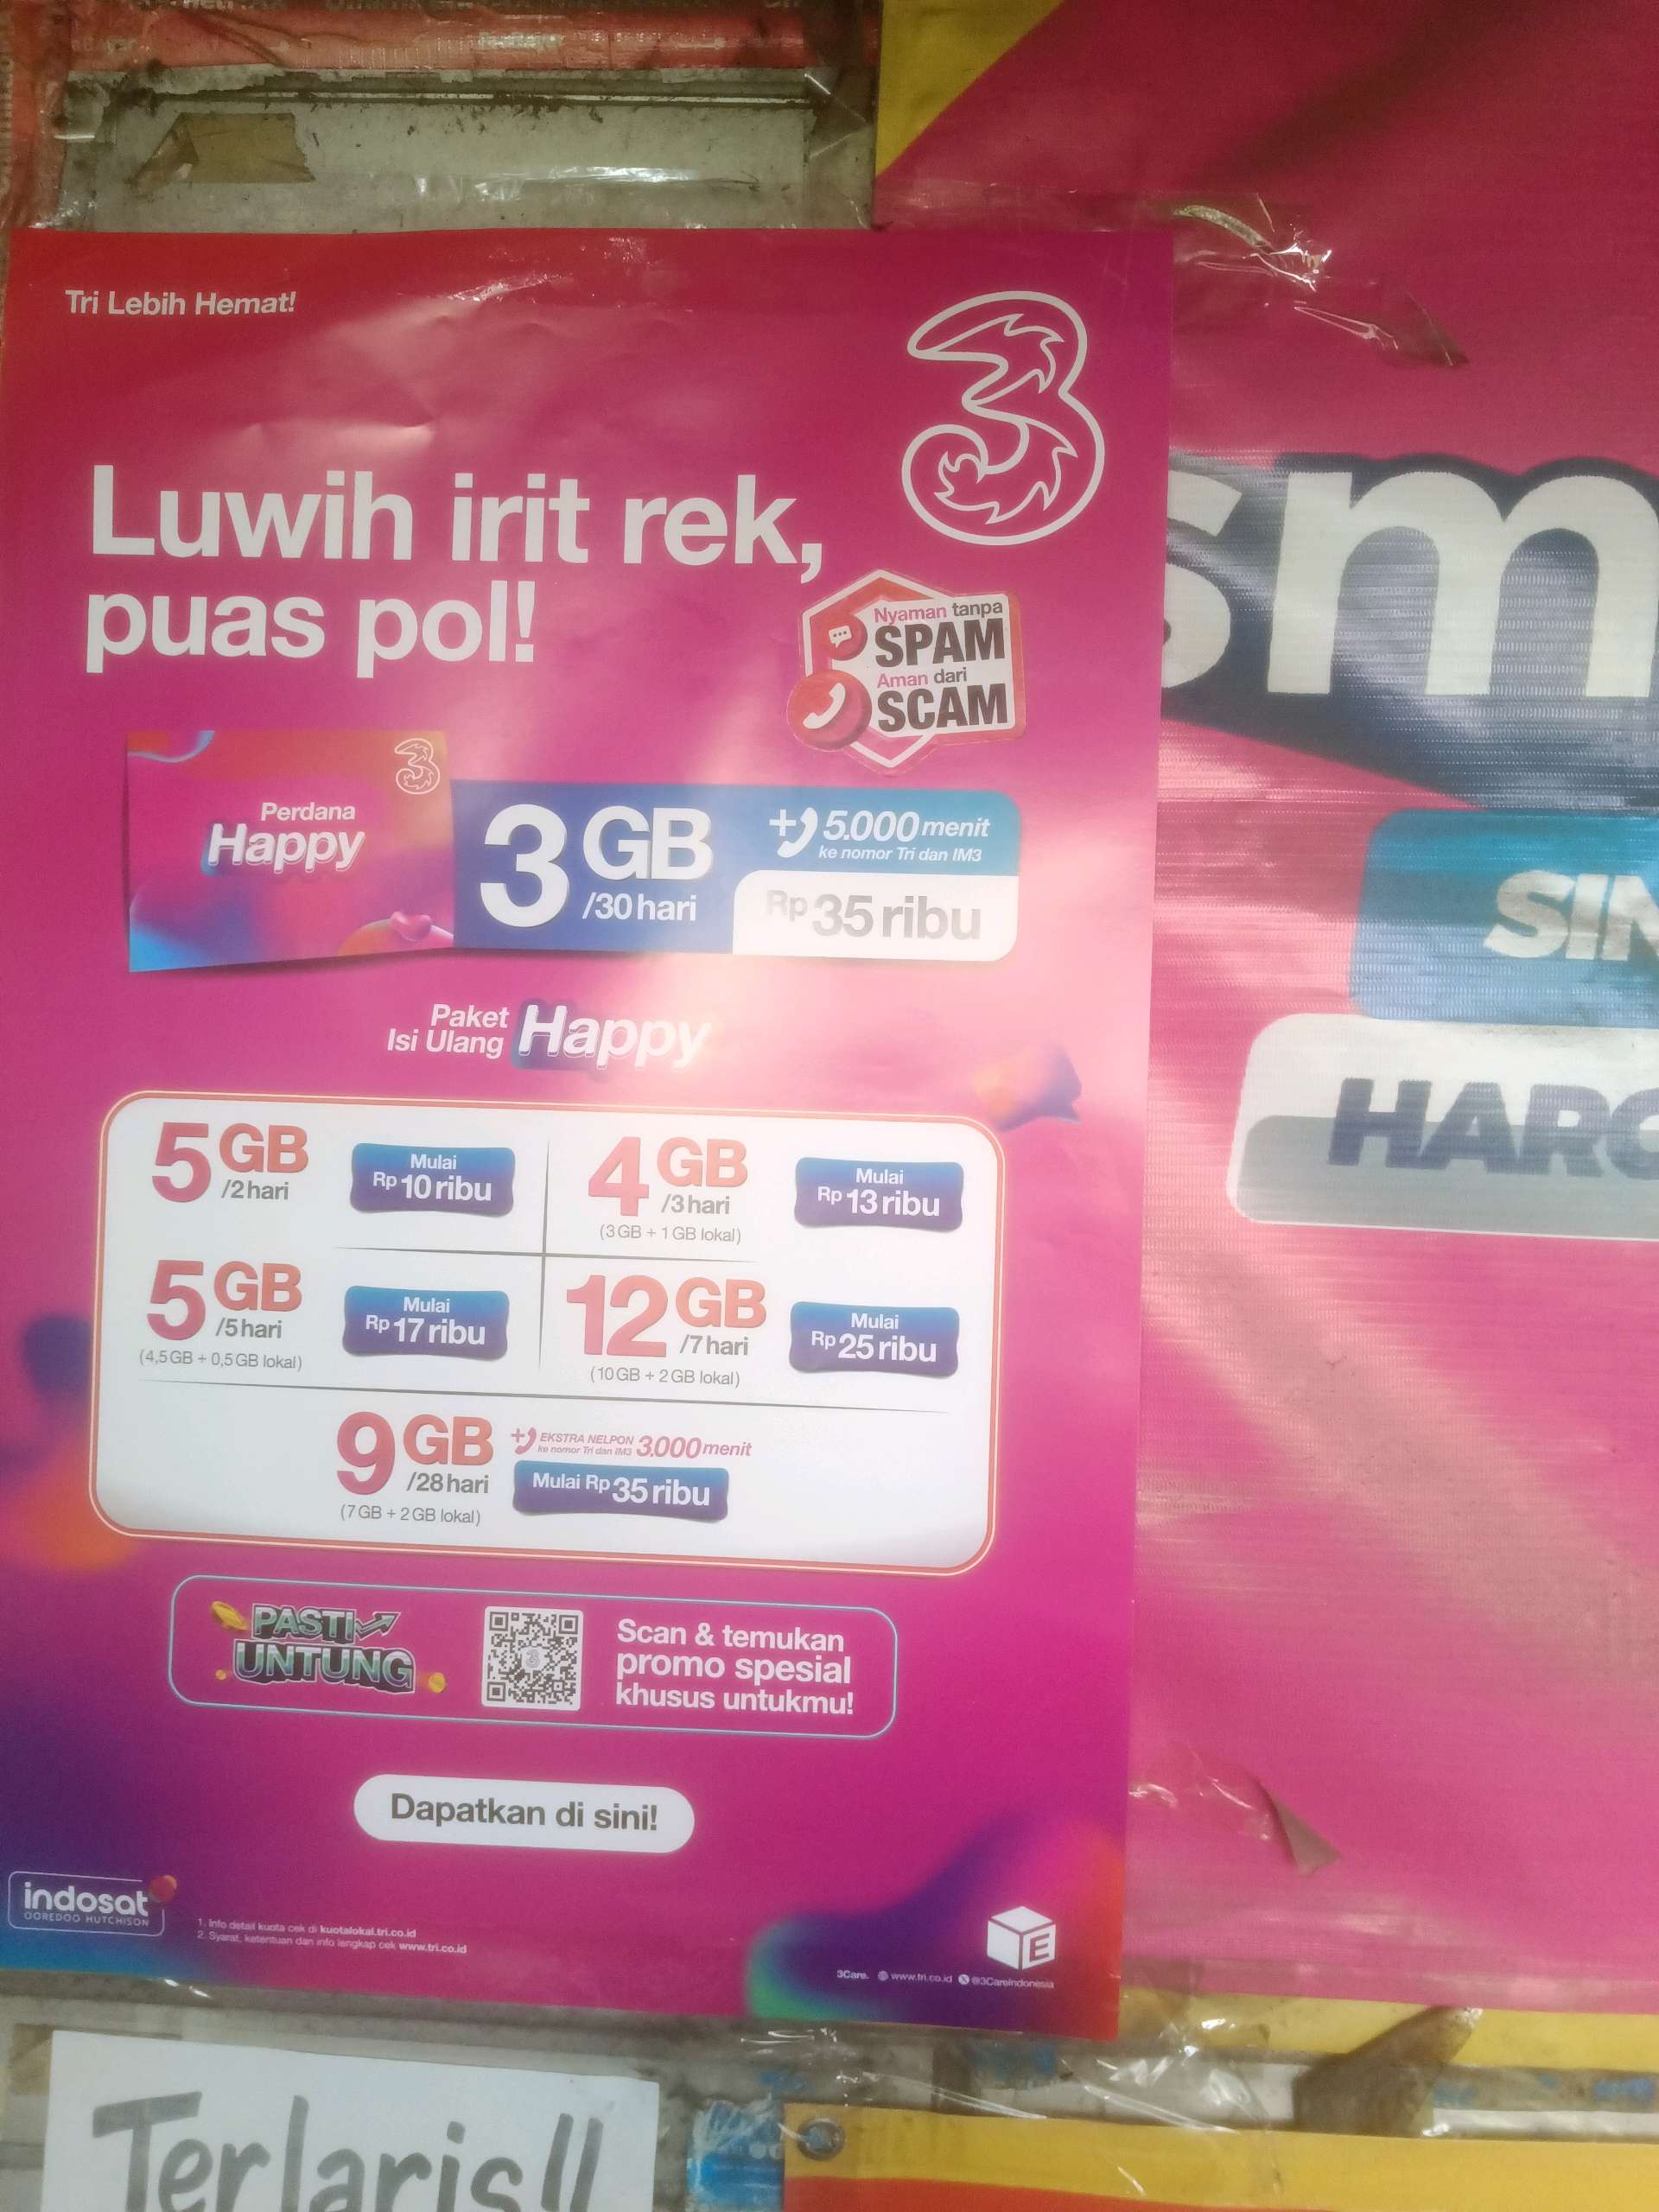 Tri Lebih Hemat!
3
Luwih irit rek,
puas pol!
Nyaman tanpa
SPAM
Aman dari
SCAM
3
Perdana
Happy
3 GB
/30 hari
+ 5.000 menit
ke nomor Tri dan IM3
Rp 35 ribu
Paket
Isi Ulang
Happy
5 GB
/2 hari
Mulai
Rp 10 ribu
4 GB
/3 hari
(3 GB + 1 GB lokal)
Mulai
Rp 13 ribu
5 GB
/5 hari
(4,5 GB + 0,5 GB lokal)
Mulai
Rp 17 ribu
12 GB
/7 hari
(10 GB + 2 GB lokal)
Mulai
Rp 25 ribu
9 GB
/28 hari
(7 GB + 2 GB lokal)
+ EKSTRA NELPON
ke nomor Tri dan IM3
3.000 menit
Mulai Rp 35 ribu
PASTI
UNTUNG
Scan & temukan
promo spesial
khusus untukmu!
Dapatkan di sini!
indosat
OOREDOO HUTCHISON
1. Info detail kuota cek di kuotalokal.tri.co.id
2. Syarat, ketentuan dan info lengkap cek www.tri.co.id
E
3Care. www.tri.co.id @3CareIndonesia
sm
SIN
HARG
Terlaris!!